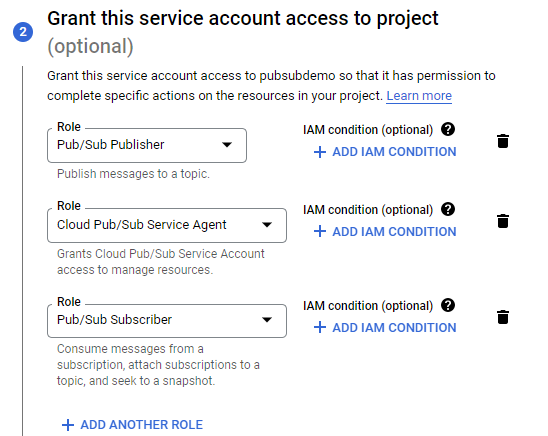 2
Grant this service account access to project
(optional)
Grant this service account access to pubsubdemo so that it has permission to
complete specific actions on the resources in your project. Learn more
Role
Pub/Sub Publisher
IAM condition (optional) ?
+ ADD IAM CONDITION
Publish messages to a topic.
Role
Cloud Pub/Sub Service Agent
IAM condition (optional) ?
+ ADD IAM CONDITION
Grants Cloud Pub/Sub Service Account
access to manage resources.
Role
Pub/Sub Subscriber
IAM condition (optional) ?
+ ADD IAM CONDITION
Consume messages from a
subscription, attach subscriptions to a
topic, and seek to a snapshot.
+ ADD ANOTHER ROLE